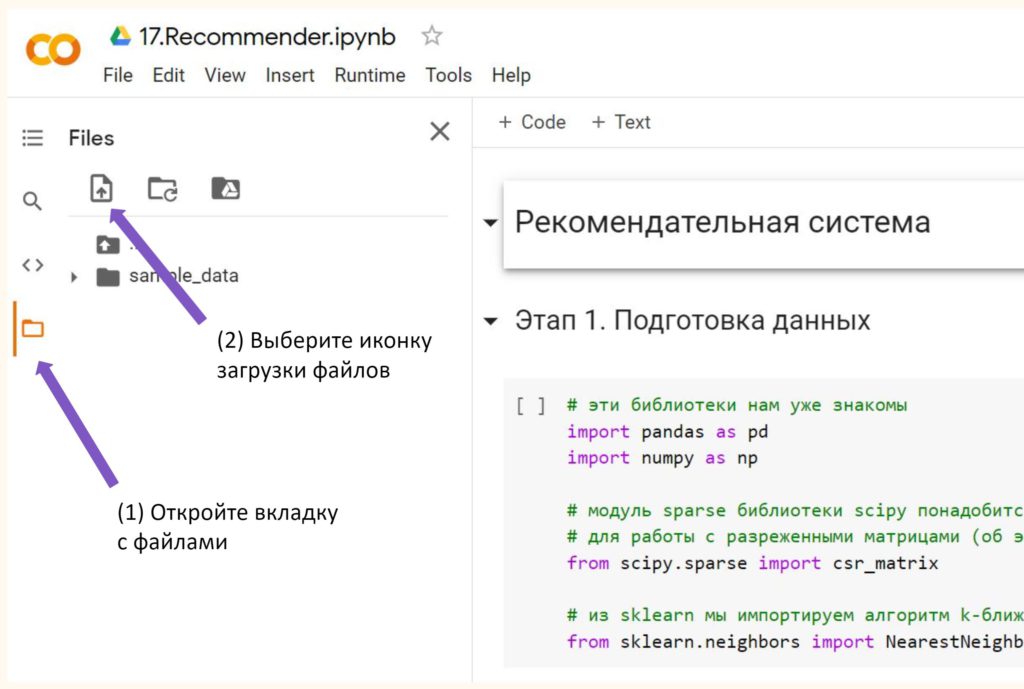 17.Recommender.ipynb
File Edit View Insert Runtime Tools Help
Files
+ Code + Text
..
sample_data
(2) Выберите иконку
загрузки файлов
(1) Откройте вкладку
с файлами
Рекомендательная система
Этап 1. Подготовка данных
[ ] # эти библиотеки нам уже знакомы
import pandas as pd
import numpy as np
# модуль sparse библиотеки scipy понадобитс
# для работы с разреженными матрицами (об э
from scipy.sparse import csr_matrix
# из sklearn мы импортируем алгоритм k-ближ
from sklearn.neighbors import NearestNeighb